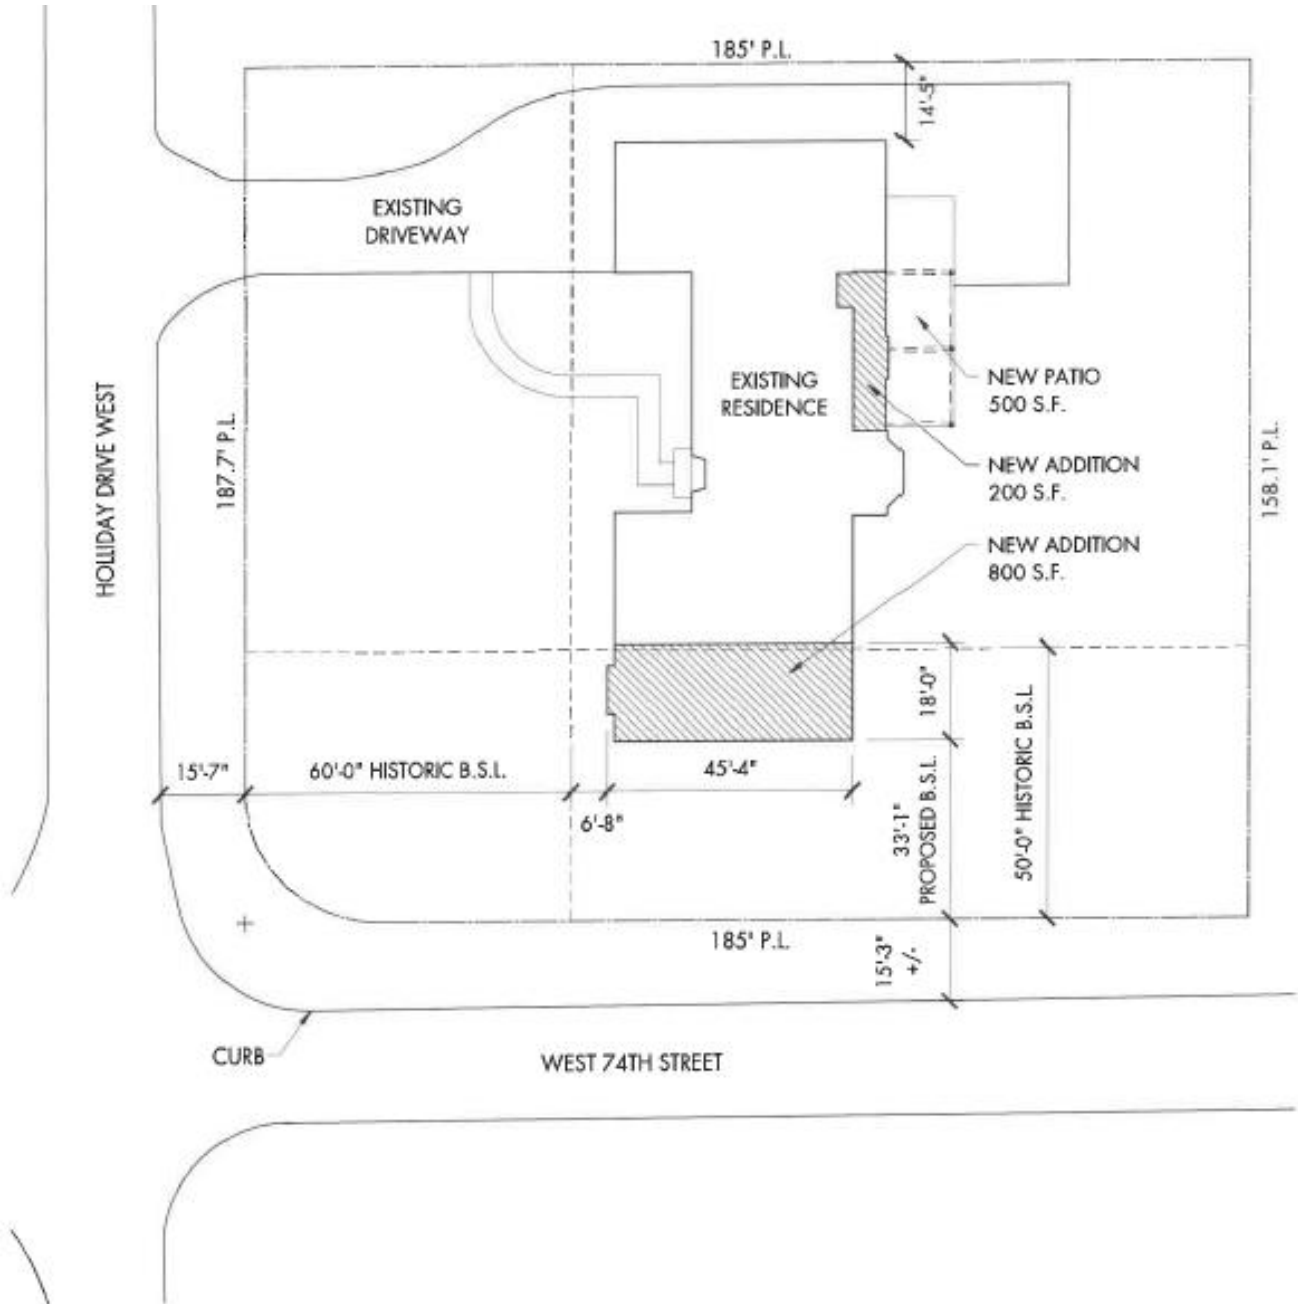 185' P.L.
14'-5"
EXISTING
DRIVEWAY
HOLLIDAY DRIVE WEST
187.7' P.L.
EXISTING
RESIDENCE
NEW PATIO
500 S.F.
NEW ADDITION
200 S.F.
NEW ADDITION
800 S.F.
158.1' P.L.
15'-7"
60'-0" HISTORIC B.S.L.
6'-8"
45'-4"
18'-0"
33'-1"
PROPOSED B.S.L.
50'-0" HISTORIC B.S.L.
185' P.L.
15'-3"
+/-
CURB
WEST 74TH STREET